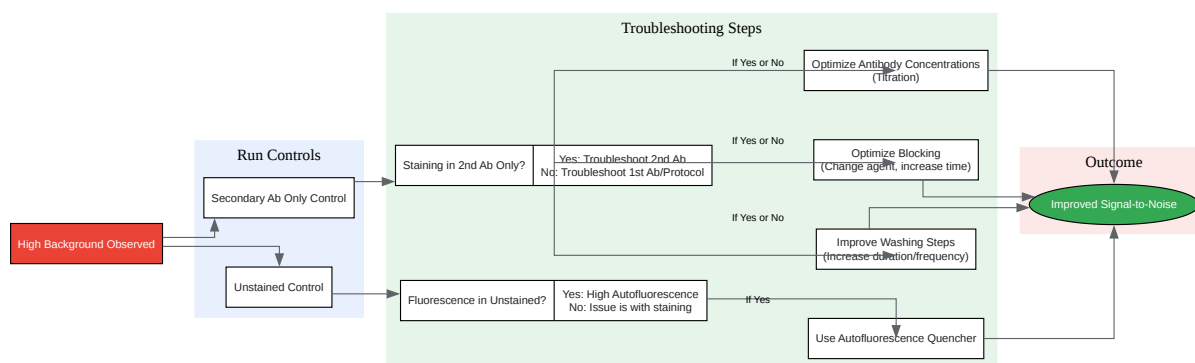 Troubleshooting Steps
If Yes or No
Optimize Antibody Concentrations
(Titration)
Run Controls
If Yes or No
Staining in 2nd Ab Only?
Yes: Troubleshoot 2nd Ab
No: Troubleshoot 1st Ab/Protocol
Optimize Blocking
(Change agent, increase time)
Outcome
Secondary Ab Only Control
Improved Signal-to-Noise
High Background Observed
If Yes or No
Improve Washing Steps
(Increase duration/frequency)
Unstained Control
Fluorescence in Unstained?
Yes: High Autofluorescence
No: Issue is with staining
If Yes
Use Autofluorescence Quencher